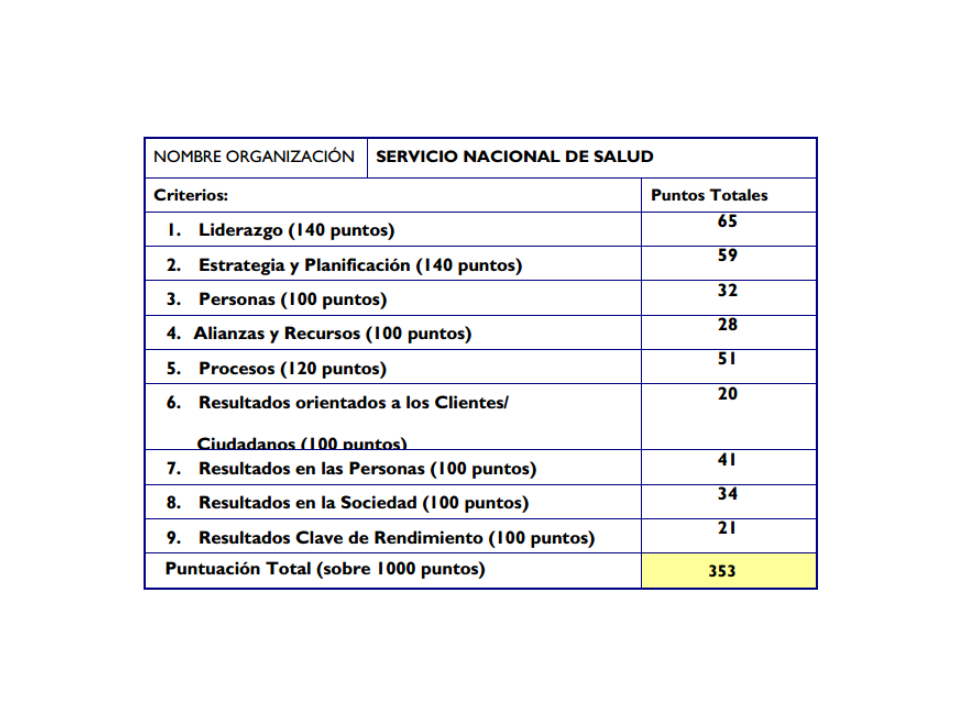 NOMBRE ORGANIZACIÓN SERVICIO NACIONAL DE SALUD
Criterios: Puntos Totales
1. Liderazgo (140 puntos) 65
2. Estrategia y Planificación (140 puntos) 59
3. Personas (100 puntos) 32
4. Alianzas y Recursos (100 puntos) 28
5. Procesos (120 puntos) 51
6. Resultados orientados a los Clientes/ 20
Ciudadanos (100 puntos)
7. Resultados en las Personas (100 puntos) 41
8. Resultados en la Sociedad (100 puntos) 34
9. Resultados Clave de Rendimiento (100 puntos) 21
Puntuación Total (sobre 1000 puntos) 353